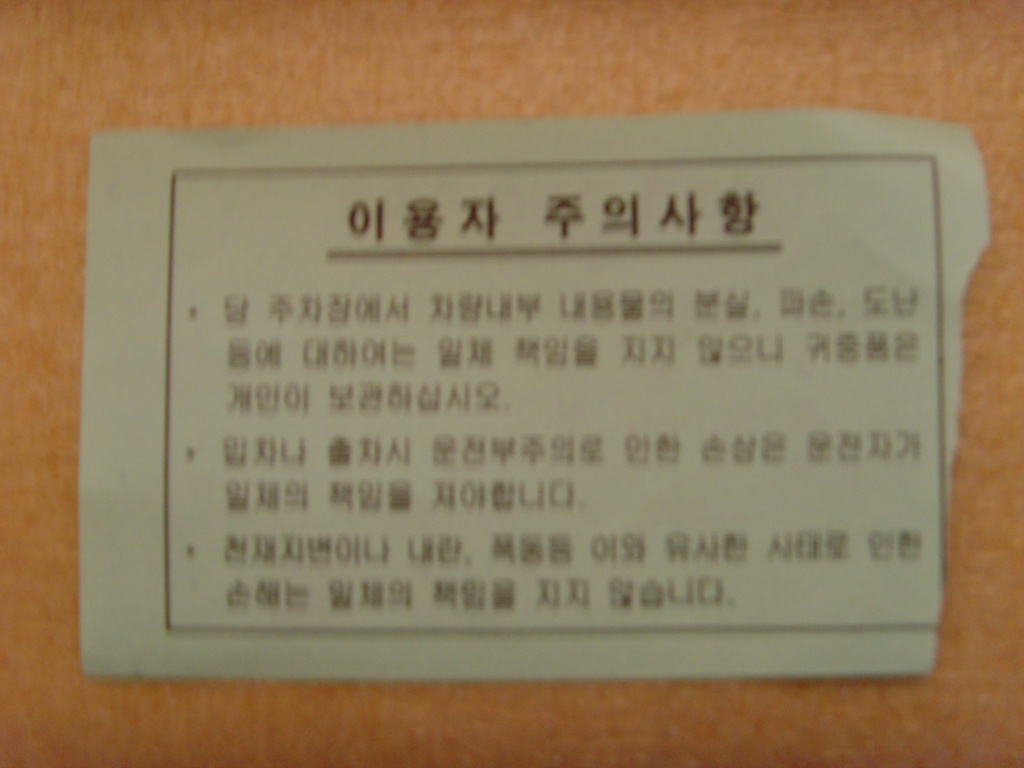 이용자 주의사항
, 당 주차장에서 차량내부 내용물의 분실, 파손, 도난
등에 대하여는 일체 책임을 지지 않으니 귀중품은
개인이 보관하십시오.
, 입차나 출차시 운전부주의로 인한 손상은 운전자가
일체의 책임을 져야합니다.
, 천재지변이나 내란, 폭동등 이와 유사한 사태로 인한
손해는 일체의 책임을 지지 않습니다.